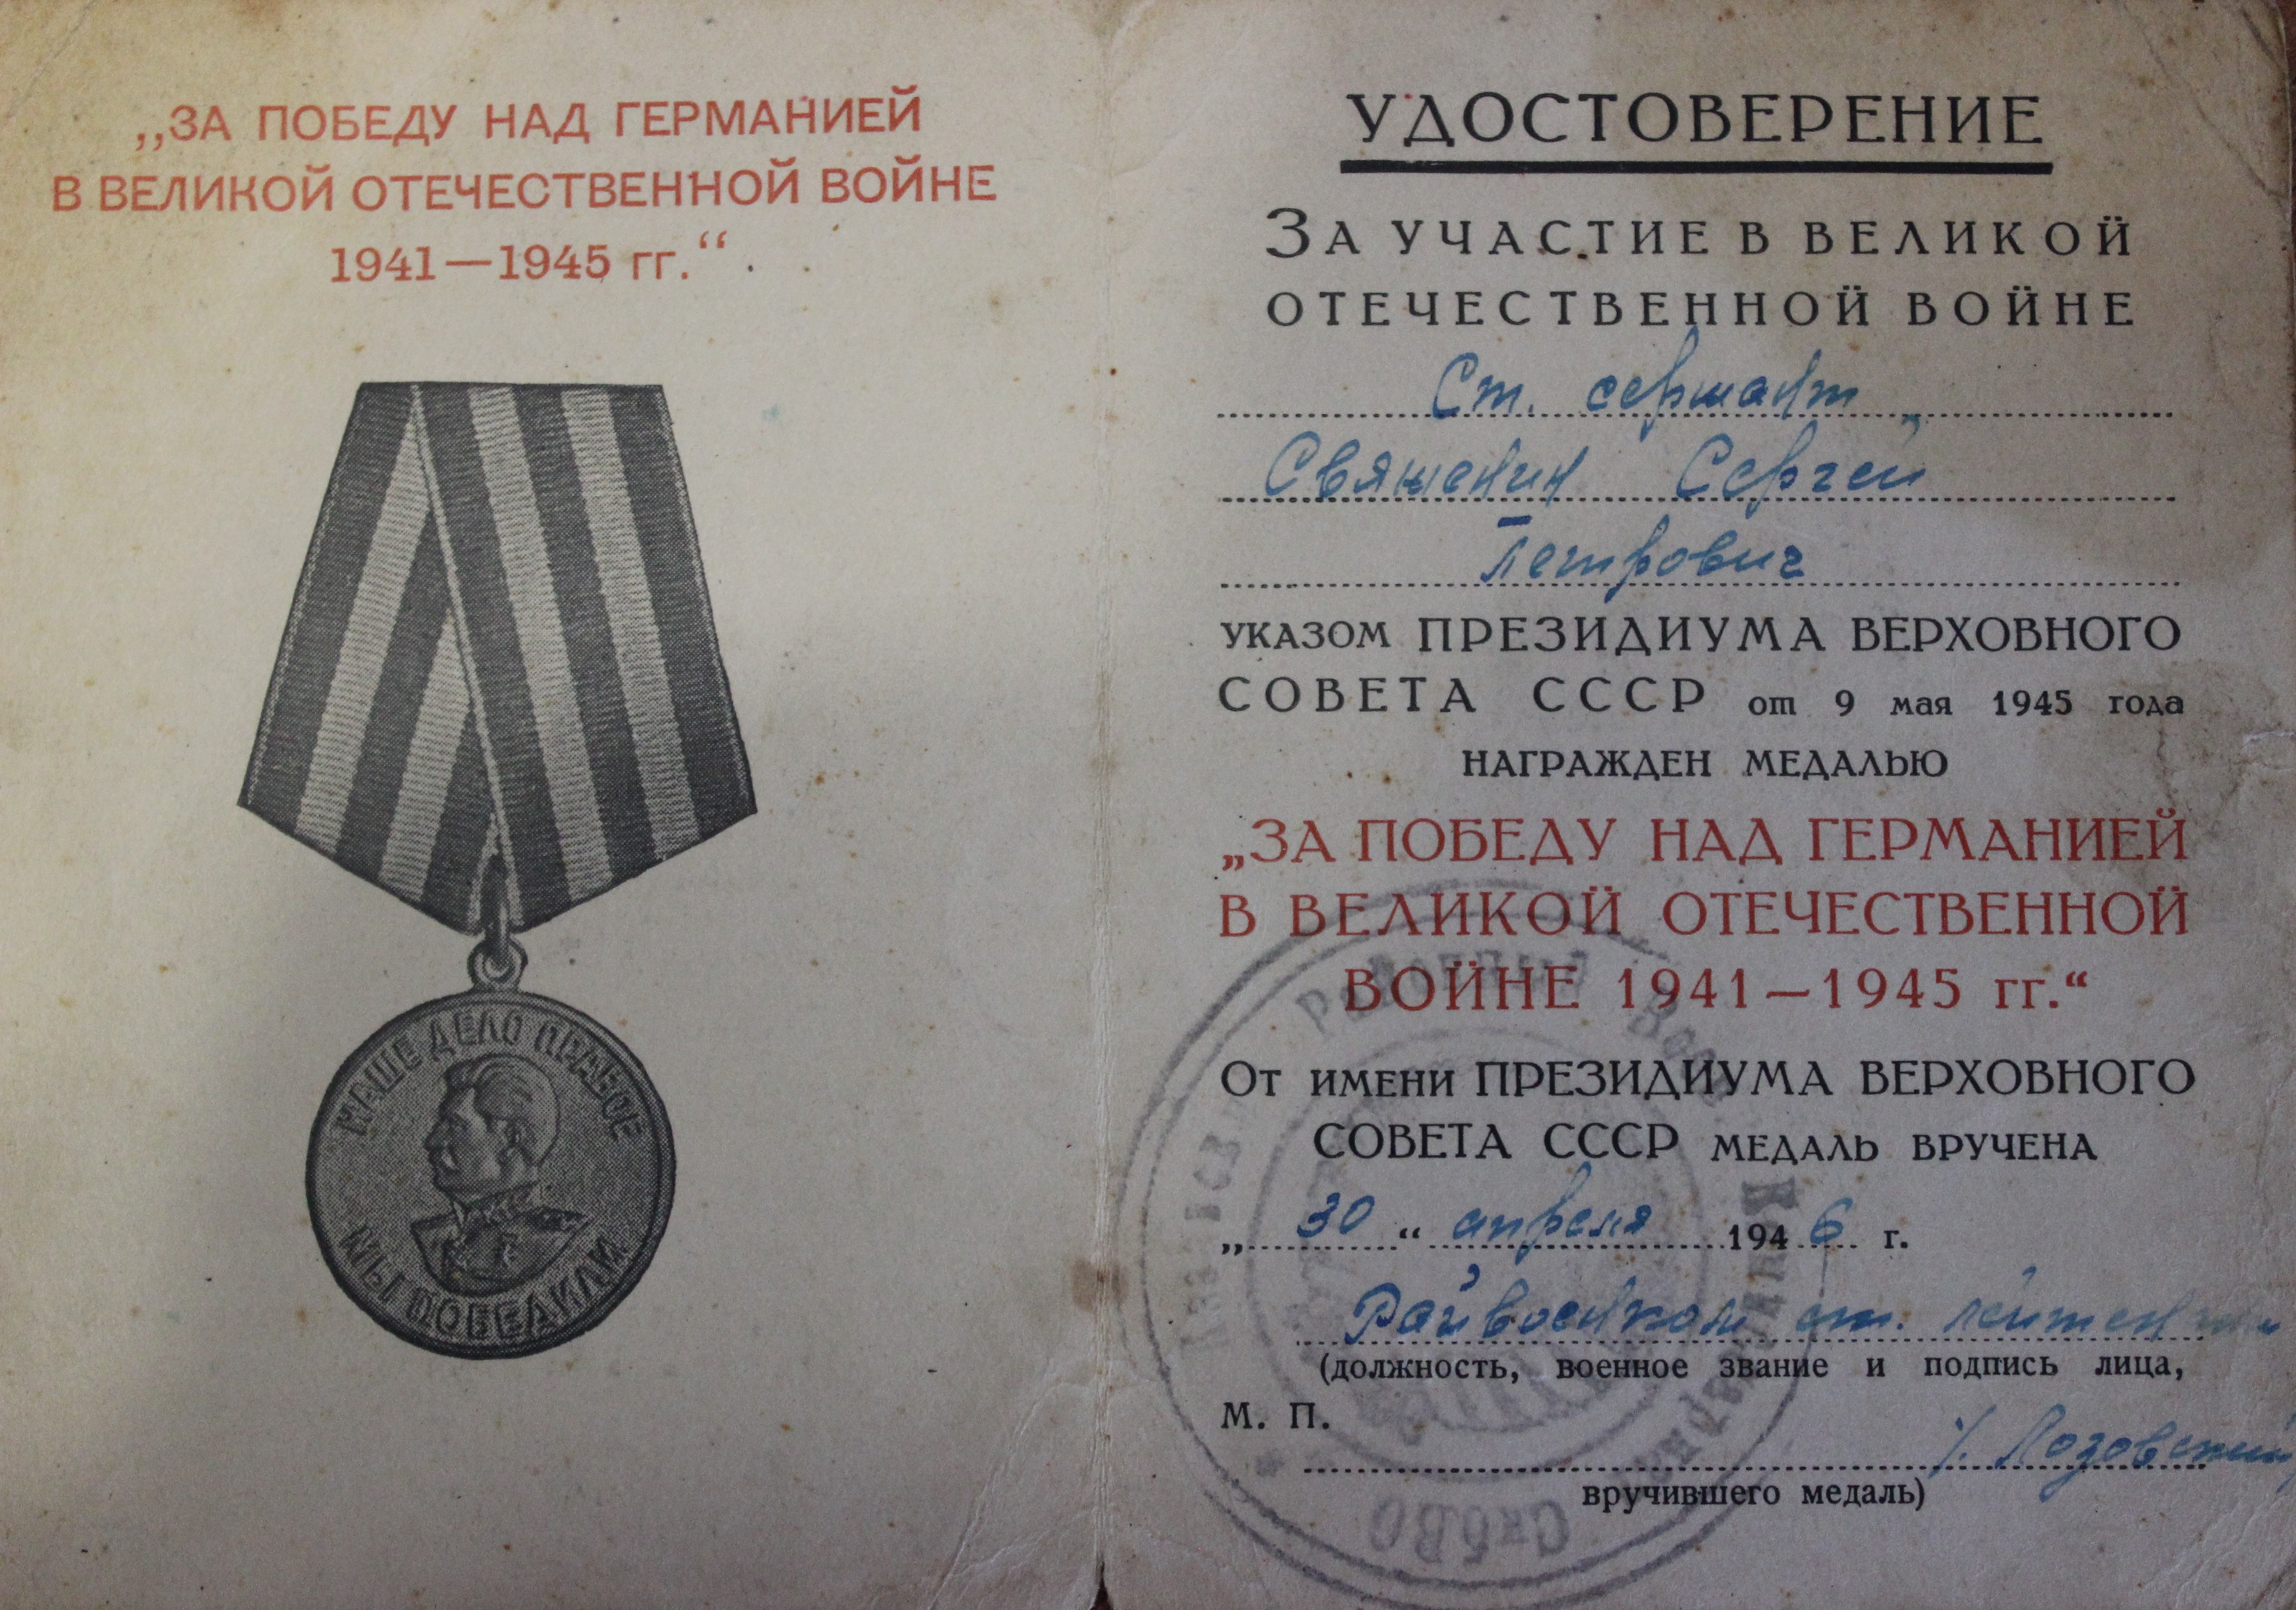 „ЗА ПОБЕДУ НАД ГЕРМАНИЕЙ
В ВЕЛИКОЙ ОТЕЧЕСТВЕННОЙ ВОЙНЕ
1941—1945 гг.“
НАШЕ ДЕЛО ПРАВОЕ
МЫ ПОБЕДИЛИ
УДОСТОВЕРЕНИЕ
ЗА УЧАСТИЕ В ВЕЛИКОЙ
ОТЕЧЕСТВЕННОЙ ВОЙНЕ
Ст. сержант
Свяженин Сергей
Петрович
УКАЗОМ ПРЕЗИДИУМА ВЕРХОВНОГО
СОВЕТА СССР от 9 мая 1945 года
НАГРАЖДЕН МЕДАЛЬЮ
„ЗА ПОБЕДУ НАД ГЕРМАНИЕЙ
В ВЕЛИКОЙ ОТЕЧЕСТВЕННОЙ
ВОЙНЕ 1941—1945 гг.“
ОТ ИМЕНИ ПРЕЗИДИУМА ВЕРХОВНОГО
СОВЕТА СССР МЕДАЛЬ ВРУЧЕНА
„30“ апреля 1946 г.
Райвоенком ст. лейтенант
(должность, военное звание и подпись лица,
М. П.
/. Лозовский
вручившего медаль)
СибВО